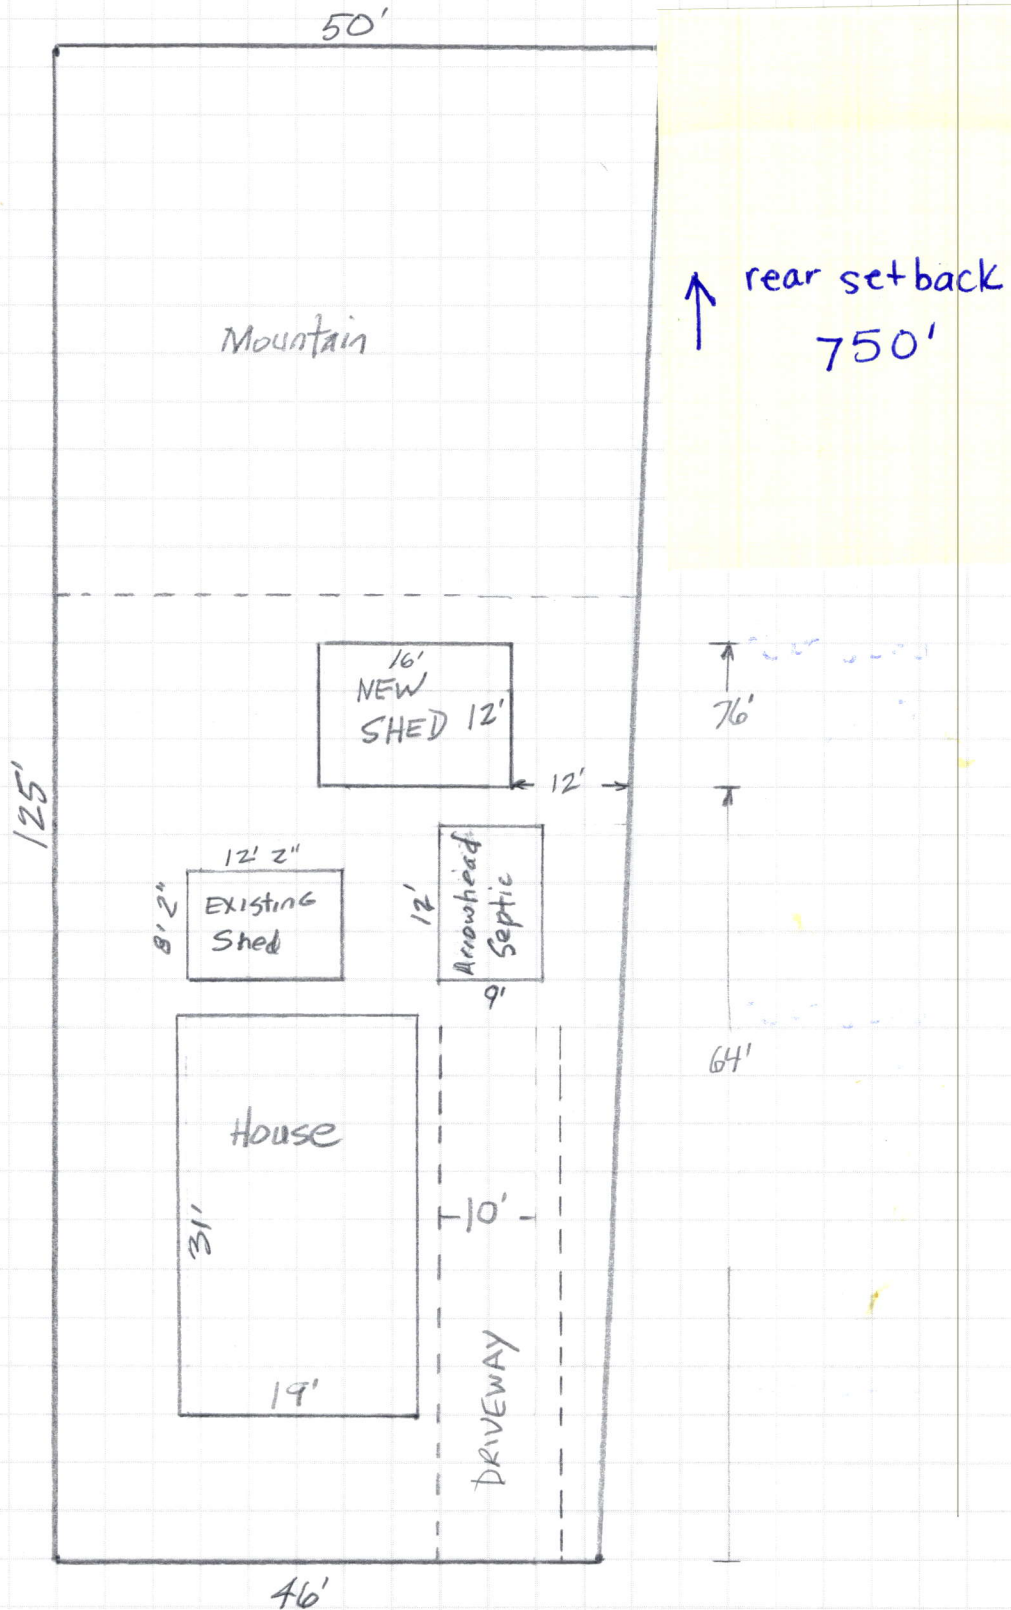 50'
↑ rear setback
750'
Mountain
16'
NEW
SHED 12'
76'
12'
125'
12' 2"
8' 2"
Existing
Shed
12'
Arrowhead
Septic
9'
64'
House
10'
31'
DRIVEWAY
19'
46'